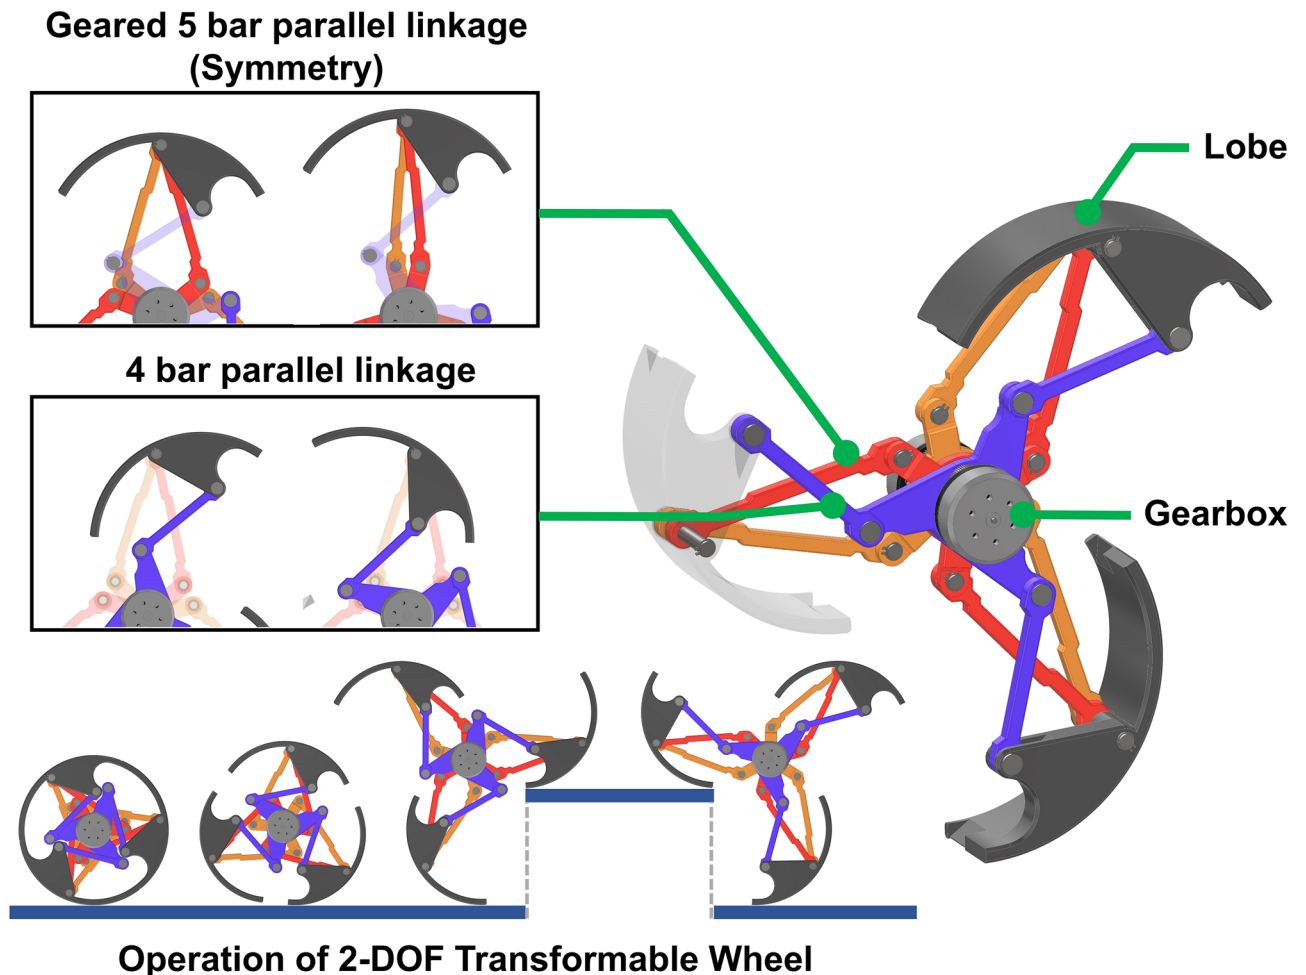 Geared 5 bar parallel linkage
(Symmetry)
Lobe
4 bar parallel linkage
Gearbox
Operation of 2-DOF Transformable Wheel